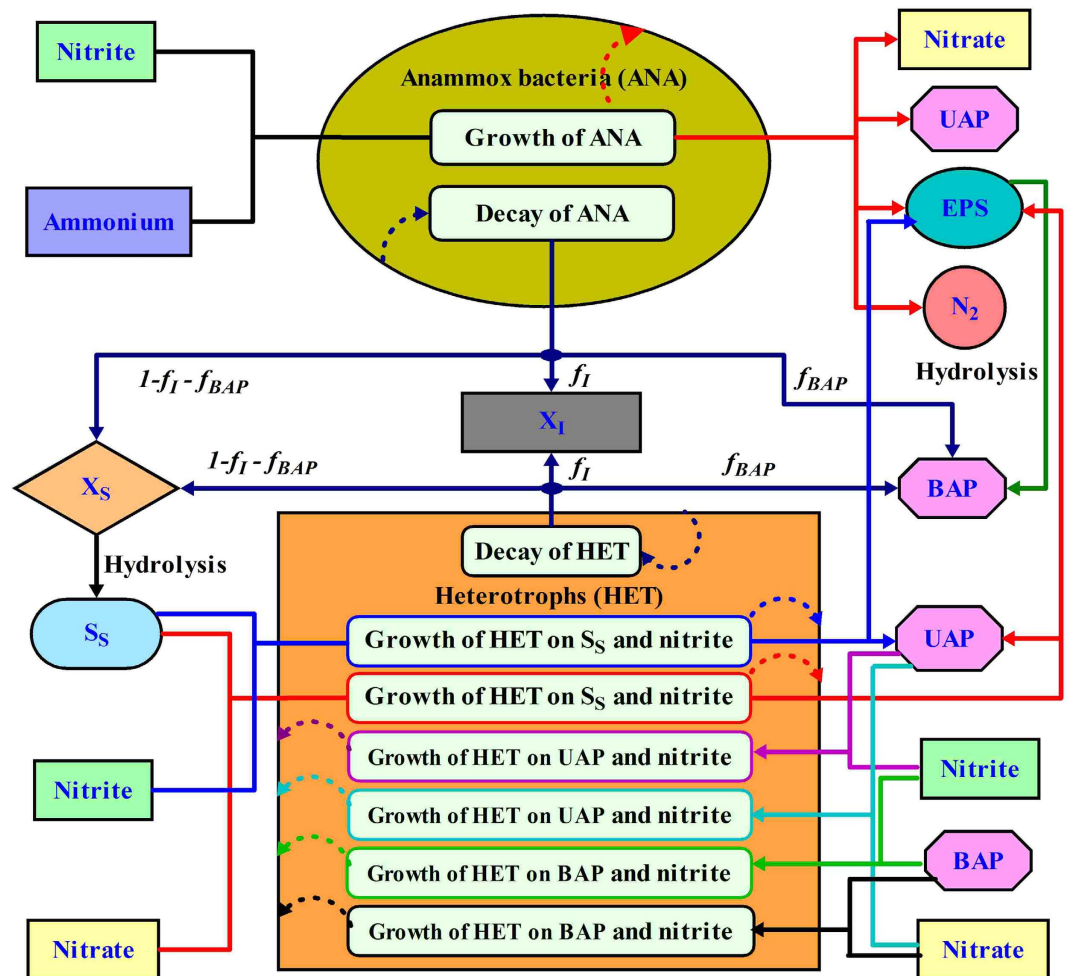 Nitrite
Nitrate
Anammox bacteria (ANA)
UAP
Growth of ANA
Ammonium
Decay of ANA
EPS
N2
Hydrolysis
1-fI - fBAP
fI
fBAP
XI
1-fI - fBAP
fI
fBAP
XS
BAP
Decay of HET
Hydrolysis
Heterotrophs (HET)
SS
Growth of HET on SS and nitrite
UAP
Growth of HET on SS and nitrite
Growth of HET on UAP and nitrite
Nitrite
Nitrite
Growth of HET on UAP and nitrite
Growth of HET on BAP and nitrite
BAP
Growth of HET on BAP and nitrite
Nitrate
Nitrate